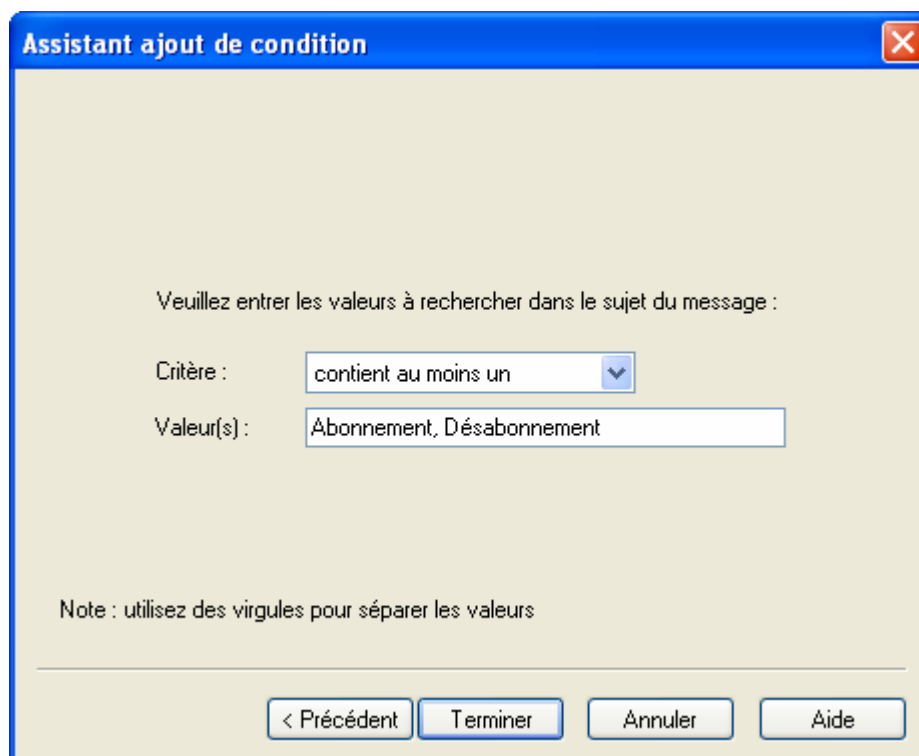 Assistant ajout de condition
Veuillez entrer les valeurs à rechercher dans le sujet du message :
Critère : contient au moins un
Valeur(s) : Abonnement, Désabonnement
Note : utilisez des virgules pour séparer les valeurs
< Précédent Terminer Annuler Aide